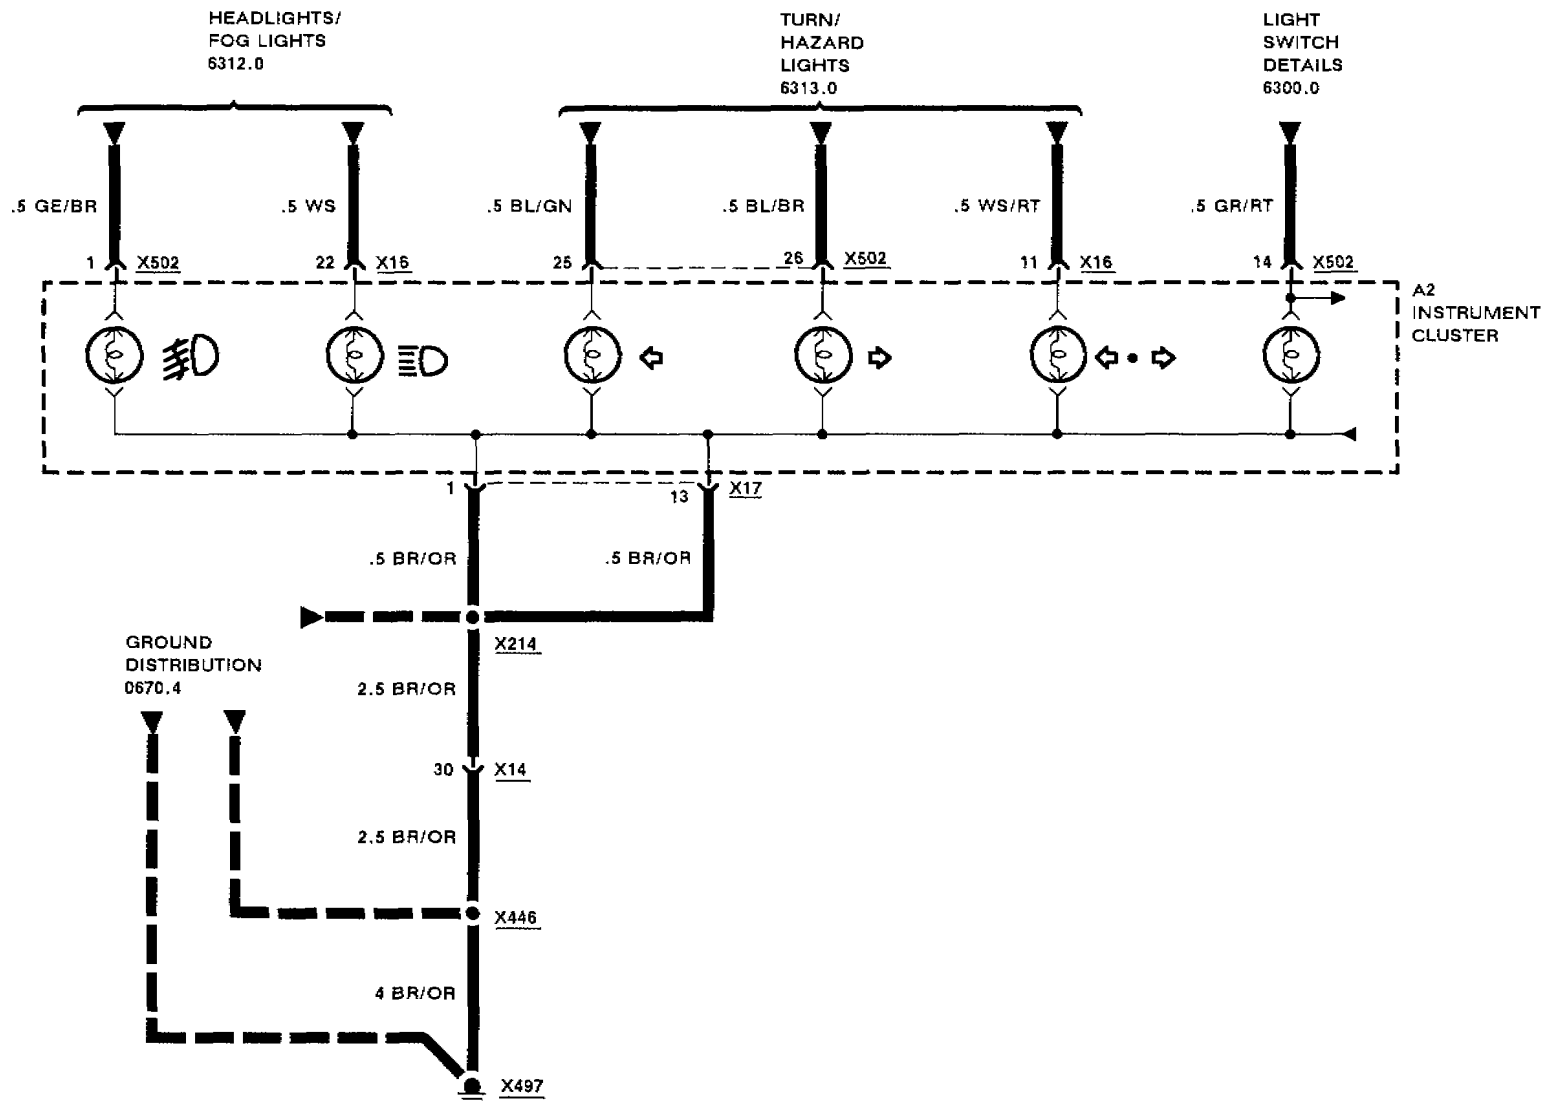 HEADLIGHTS/
FOG LIGHTS
6312.0
TURN/
HAZARD
LIGHTS
6313.0
LIGHT
SWITCH
DETAILS
6300.0
.5 GE/BR
.5 WS
.5 BL/GN
.5 BL/BR
.5 WS/RT
.5 GR/RT
1 X502
22 X16
25
26 X502
11 X16
14 X502
A2
INSTRUMENT
CLUSTER
1
13 X17
.5 BR/OR
.5 BR/OR
X214
GROUND
DISTRIBUTION
0670.4
2.5 BR/OR
30 X14
2.5 BR/OR
X446
4 BR/OR
X497